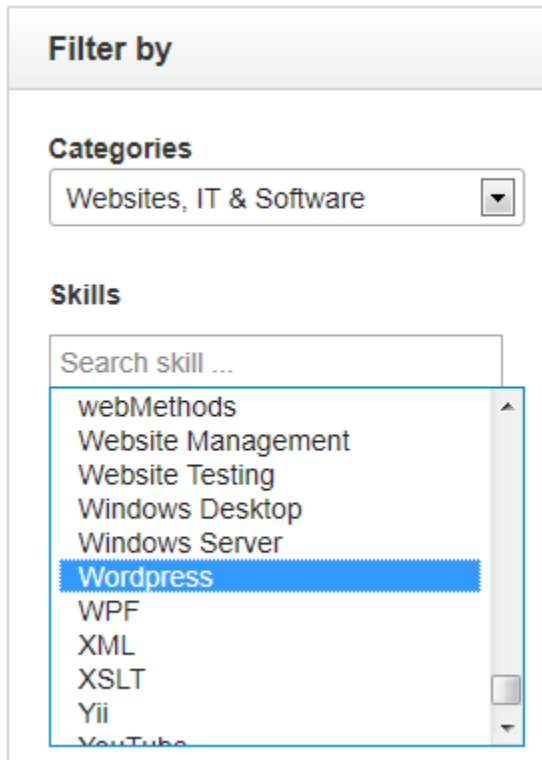 Filter by
Categories
Websites, IT & Software
Skills
Search skill ...
webMethods
Website Management
Website Testing
Windows Desktop
Windows Server
Wordpress
WPF
XML
XSLT
Yii
YouTube